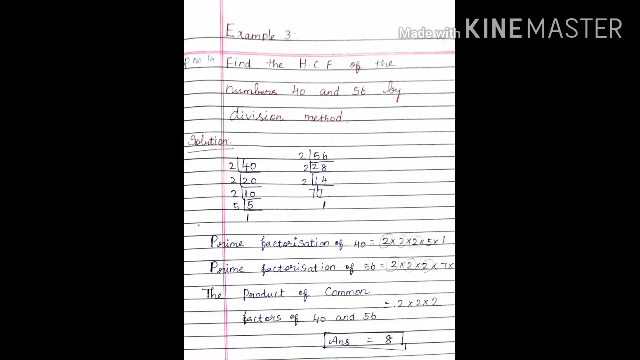 Example 3.
Made with KINEMASTER
Find the H.C.F of the
numbers 40 and 56 by
division method.
Solution
2 | 40
2 | 20
2 | 10
5 | 5
1
2 | 56
2 | 28
2 | 14
7 | 7
1
Prime factorisation of 40 = 2 x 2 x 2 x 5 x 1
Prime factorisation of 56 = 2 x 2 x 2 x 7 x
The Product of Common = 2 x 2 x 2
factors of 40 and 56
Ans = 8